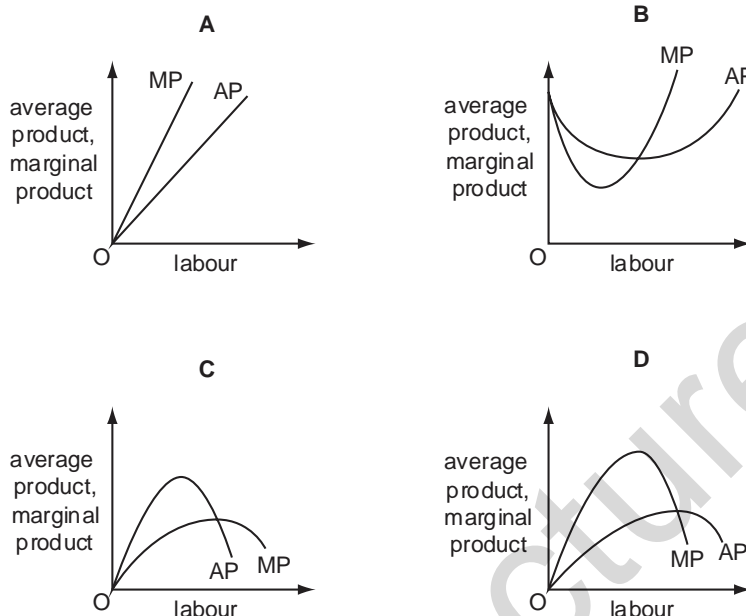 A
MP
AP
average
product,
marginal
product
O
labour
B
MP
AP
average
product,
marginal
product
O
labour
C
average
product,
marginal
product
AP
MP
O
labour
D
average
product,
marginal
product
MP
AP
O
labour
cture